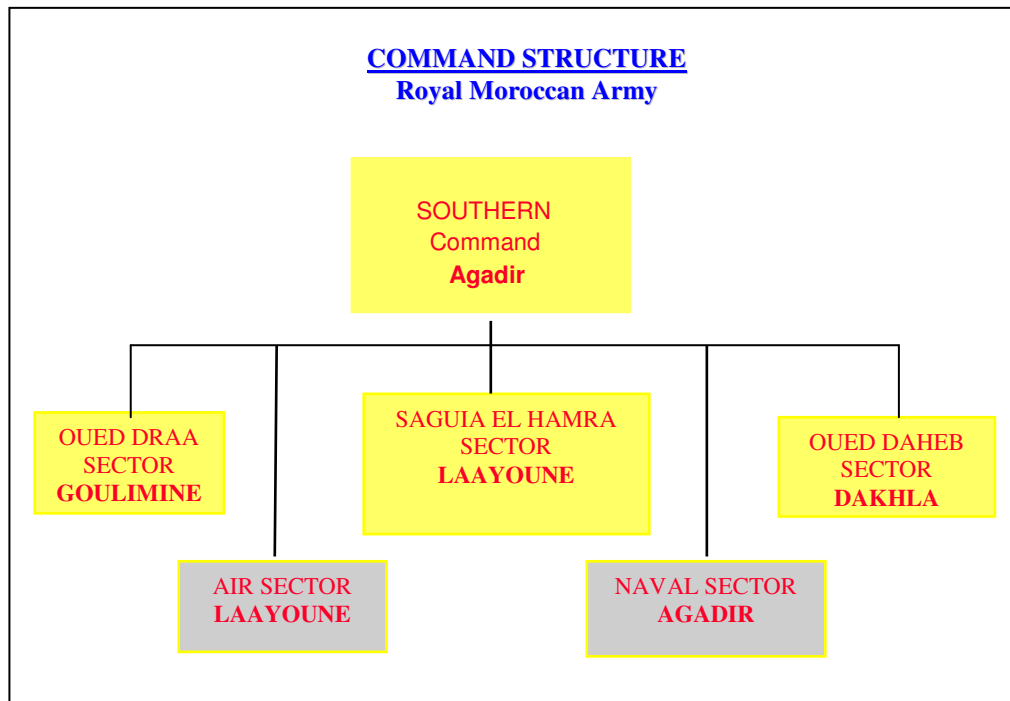 COMMAND STRUCTURE
Royal Moroccan Army
SOUTHERN
Command
Agadir
OUED DRAA
SECTOR
GOULIMINE
SAGUIA EL HAMRA
SECTOR
LAAYOUNE
OUED DAHEB
SECTOR
DAKHLA
AIR SECTOR
LAAYOUNE
NAVAL SECTOR
AGADIR